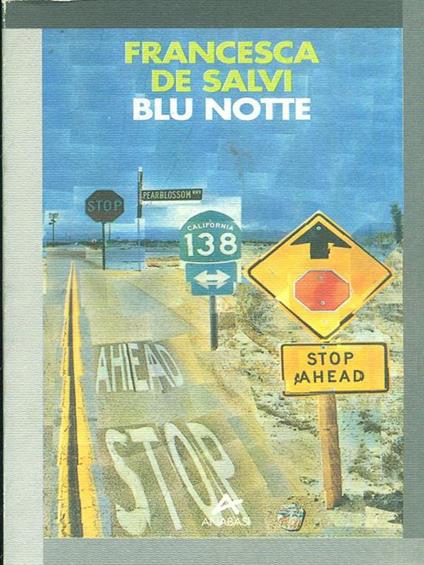 FRANCESCA
DE SALVI
BLU NOTTE
STOP
PEARBLOSSOM HWY
CALIFORNIA
138
STOP
AHEAD
AHEAD
STOP
ANABASI